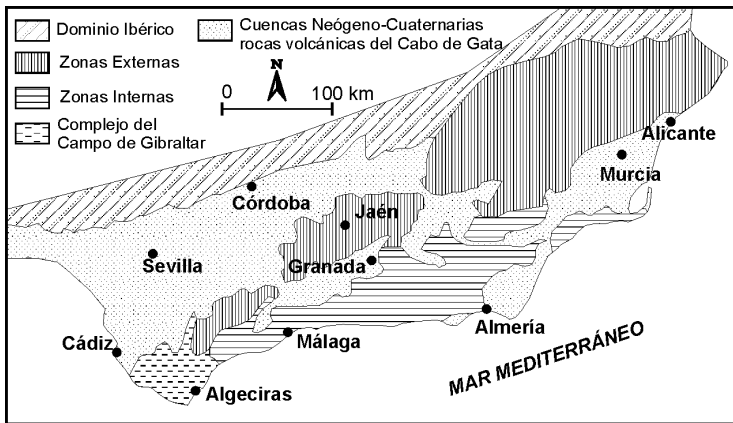 Dominio Ibérico
Zonas Externas
Zonas Internas
Complejo del
Campo de Gibraltar
Cuencas Neógeno-Cuaternarias
rocas volcánicas del Cabo de Gata
N
0 100 km
Alicante
Murcia
Córdoba
Jaén
Sevilla
Granada
Almería
Cádiz
Málaga
Algeciras
MAR MEDITERRÁNEO